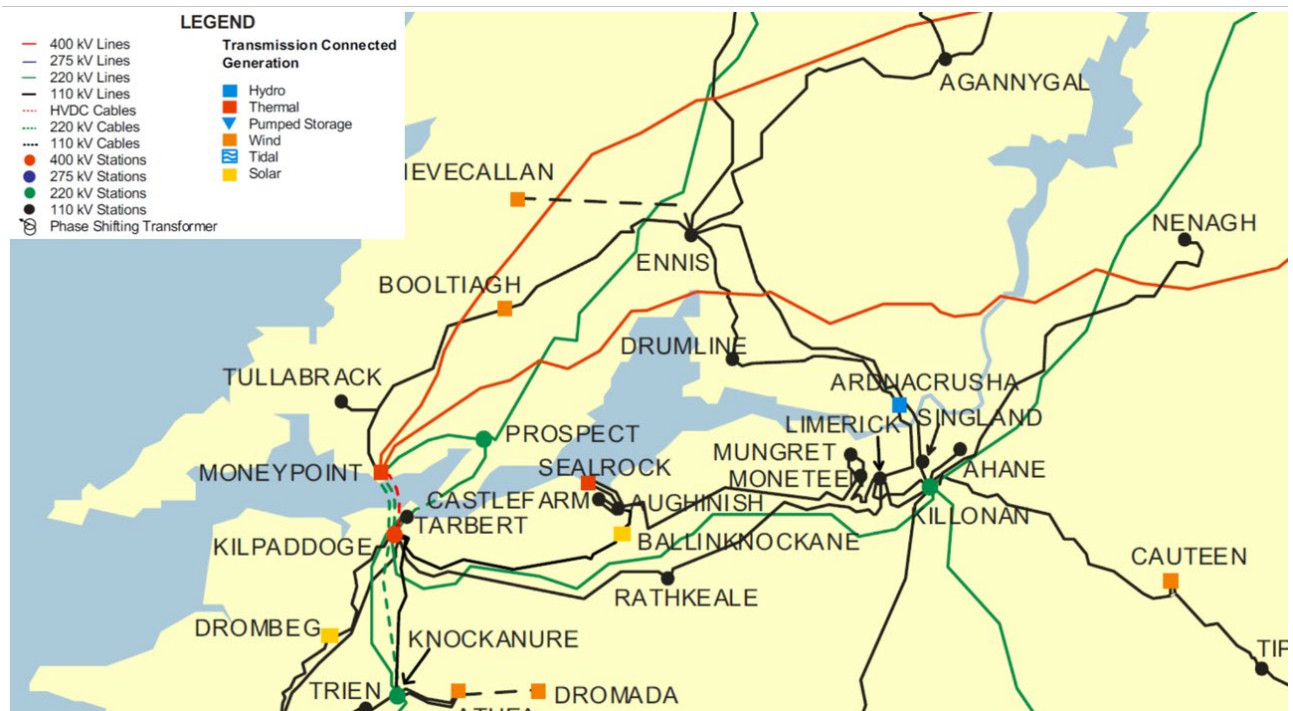 LEGEND
400 kV Lines
275 kV Lines
220 kV Lines
110 kV Lines
HVDC Cables
220 kV Cables
110 kV Cables
400 kV Stations
275 kV Stations
220 kV Stations
110 kV Stations
Phase Shifting Transformer
Transmission Connected
Generation
Hydro
Thermal
Pumped Storage
Wind
Tidal
Solar
AGANNYGAL
IEVECALLAN
NENAGH
ENNIS
BOOLTIAGH
DRUMLINE
TULLABRACK
ARDNACRUSHA
LIMERICK
SINGLAND
PROSPECT
MUNGRET
SEALROCK
MONEYPOINT
MONETEEN
AHANE
CASTLEFARM
AUGHINISH
KILLONAN
TARBERT
KILPADDOGE
BALLINKNOCKANE
CAUTEEN
RATHKEALE
DROMBEG
KNOCKANURE
TIP
TRIEN
DROMADA
ATHEA